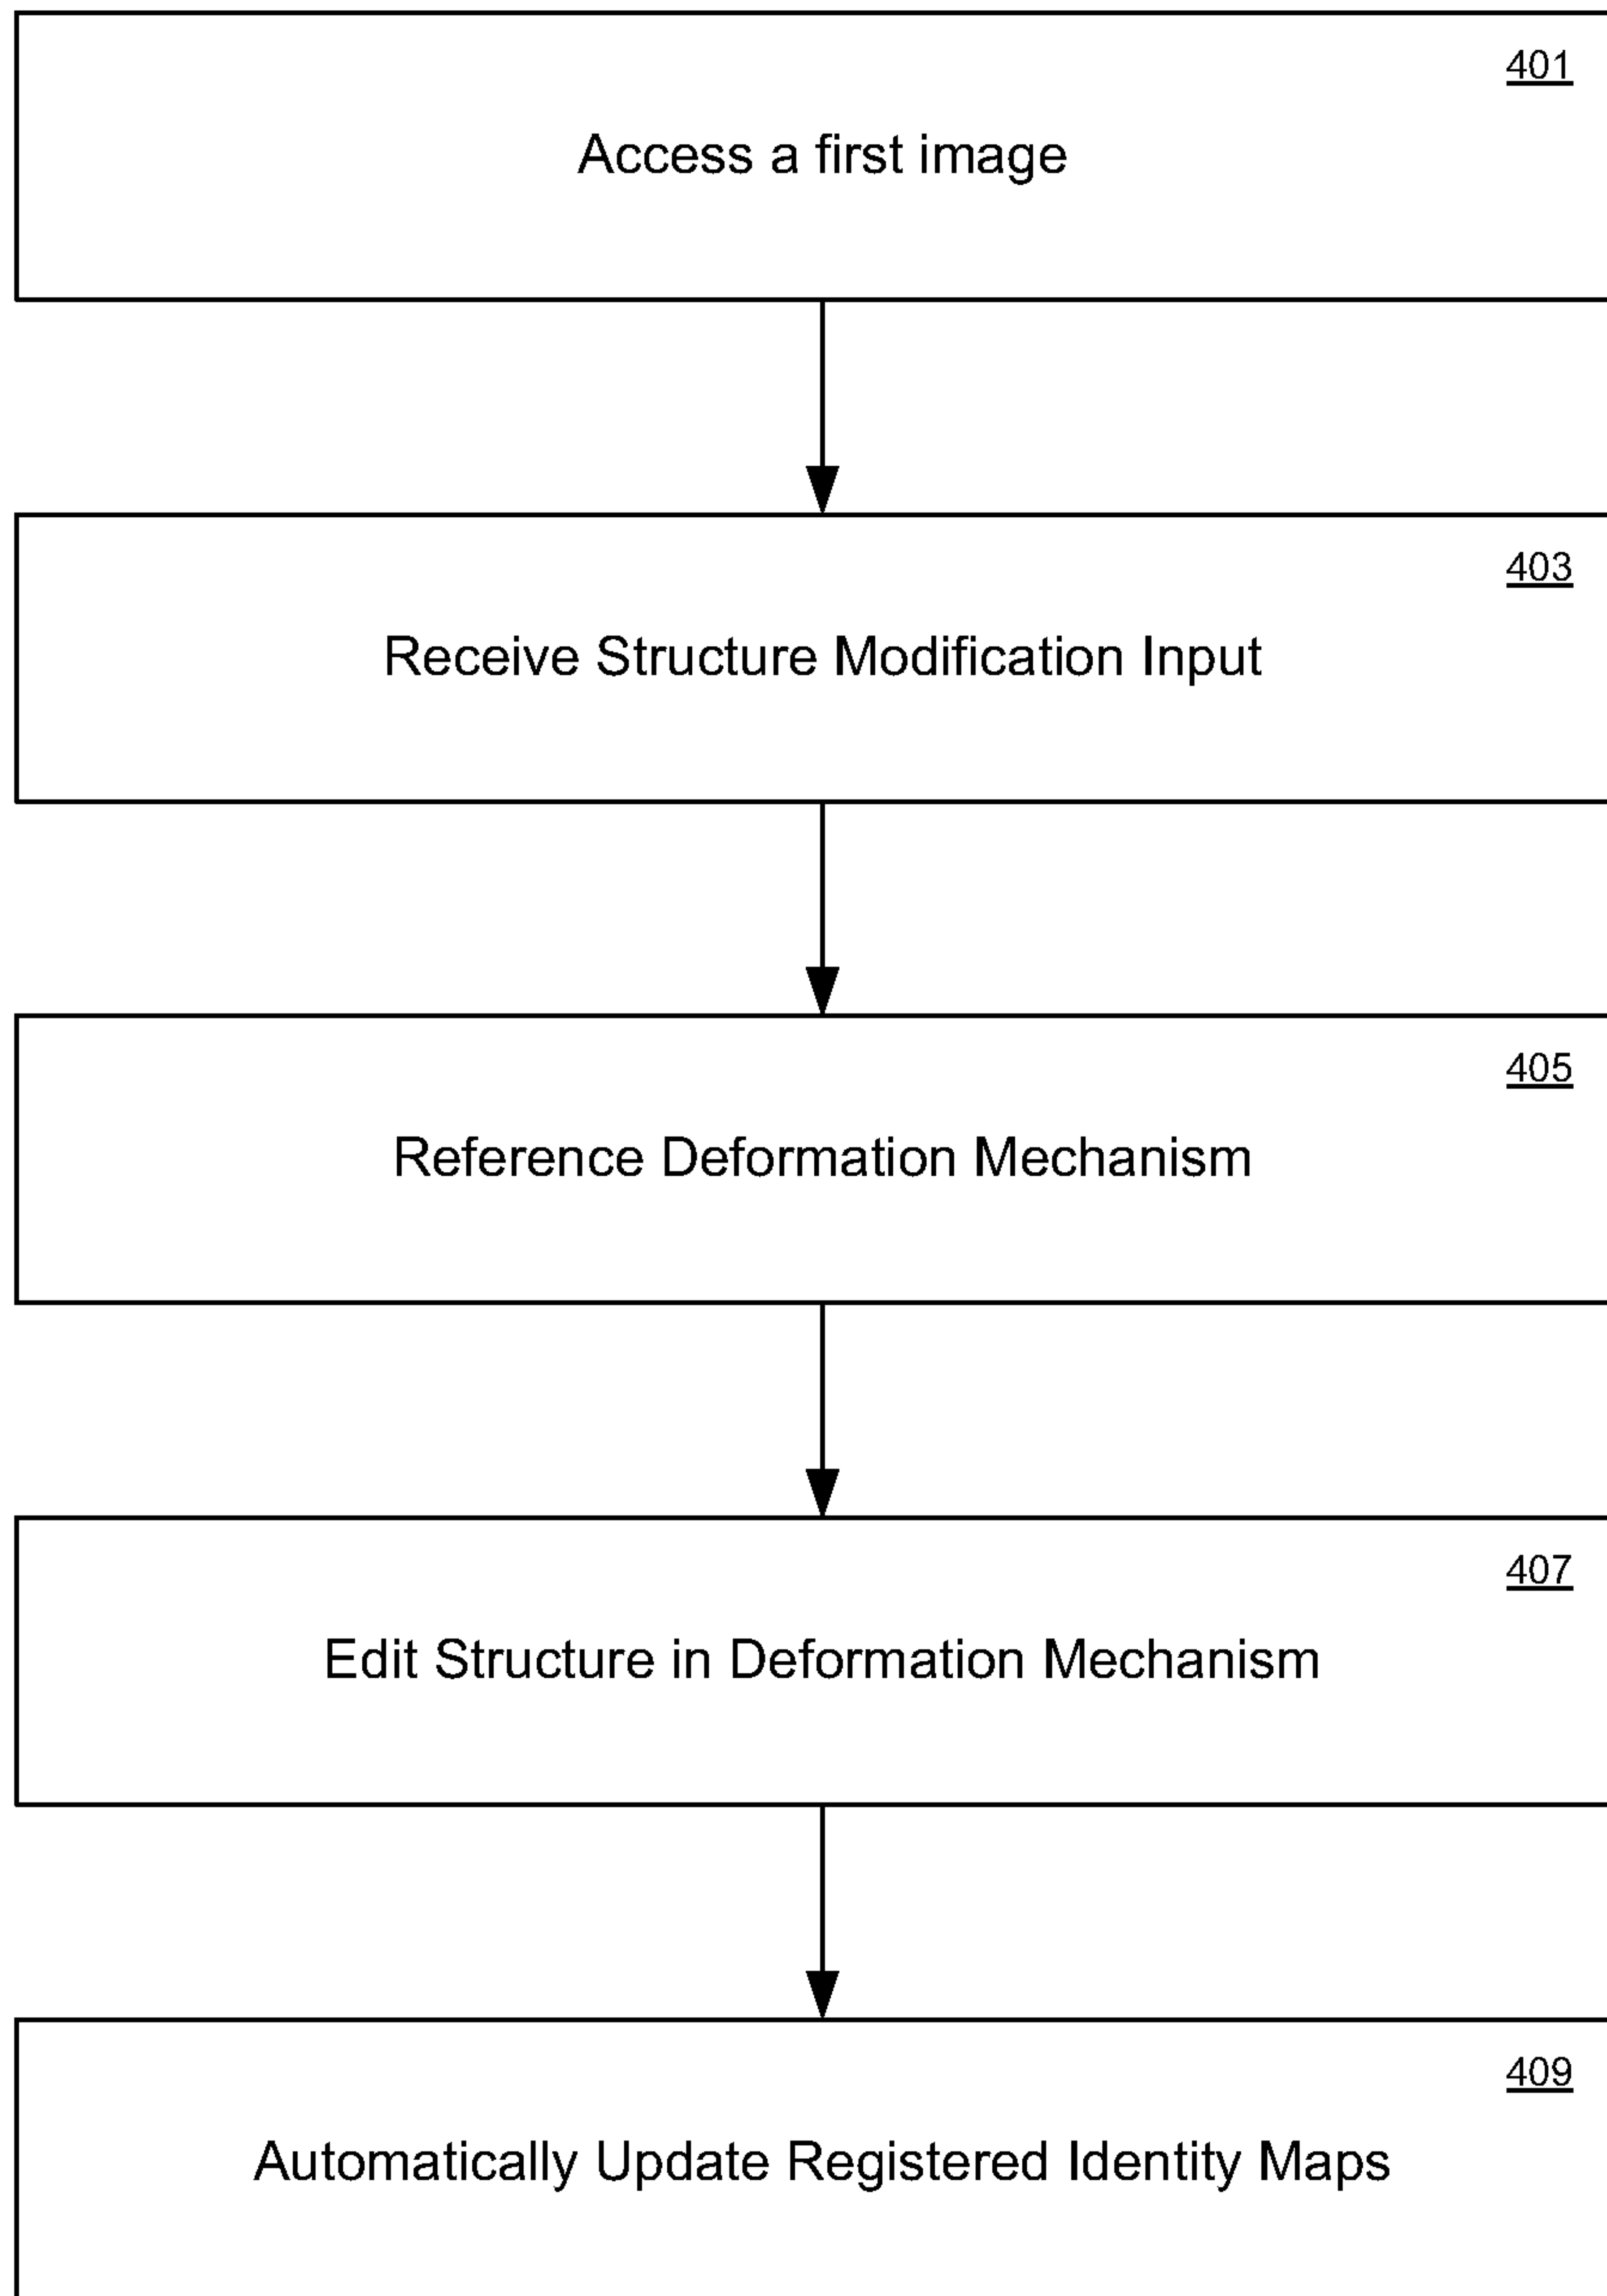 401
Access a first image
403
Receive Structure Modification Input
405
Reference Deformation Mechanism
407
Edit Structure in Deformation Mechanism
409
Automatically Update Registered Identity Maps